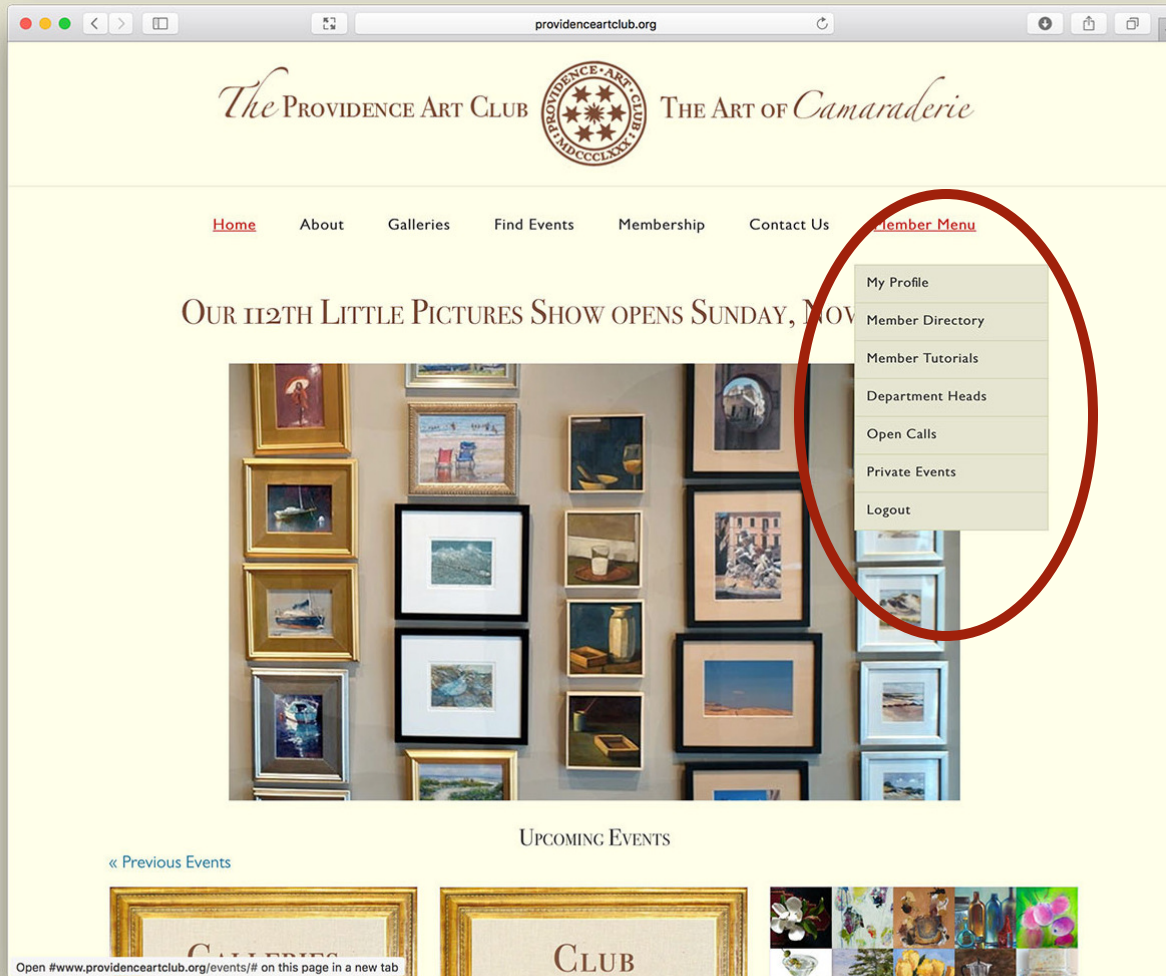 providenceartclub.org
The Providence Art Club
PROVIDENCE · ART · CLUB : MDCCCLXXX
The Art of Camaraderie
Home About Galleries Find Events Membership Contact Us Member Menu
My Profile
Our 112th Little Pictures Show opens Sunday, Nov
Member Directory
Member Tutorials
Department Heads
Open Calls
Private Events
Logout
Upcoming Events
« Previous Events
Galleries
Club
Open #www.providenceartclub.org/events/# on this page in a new tab